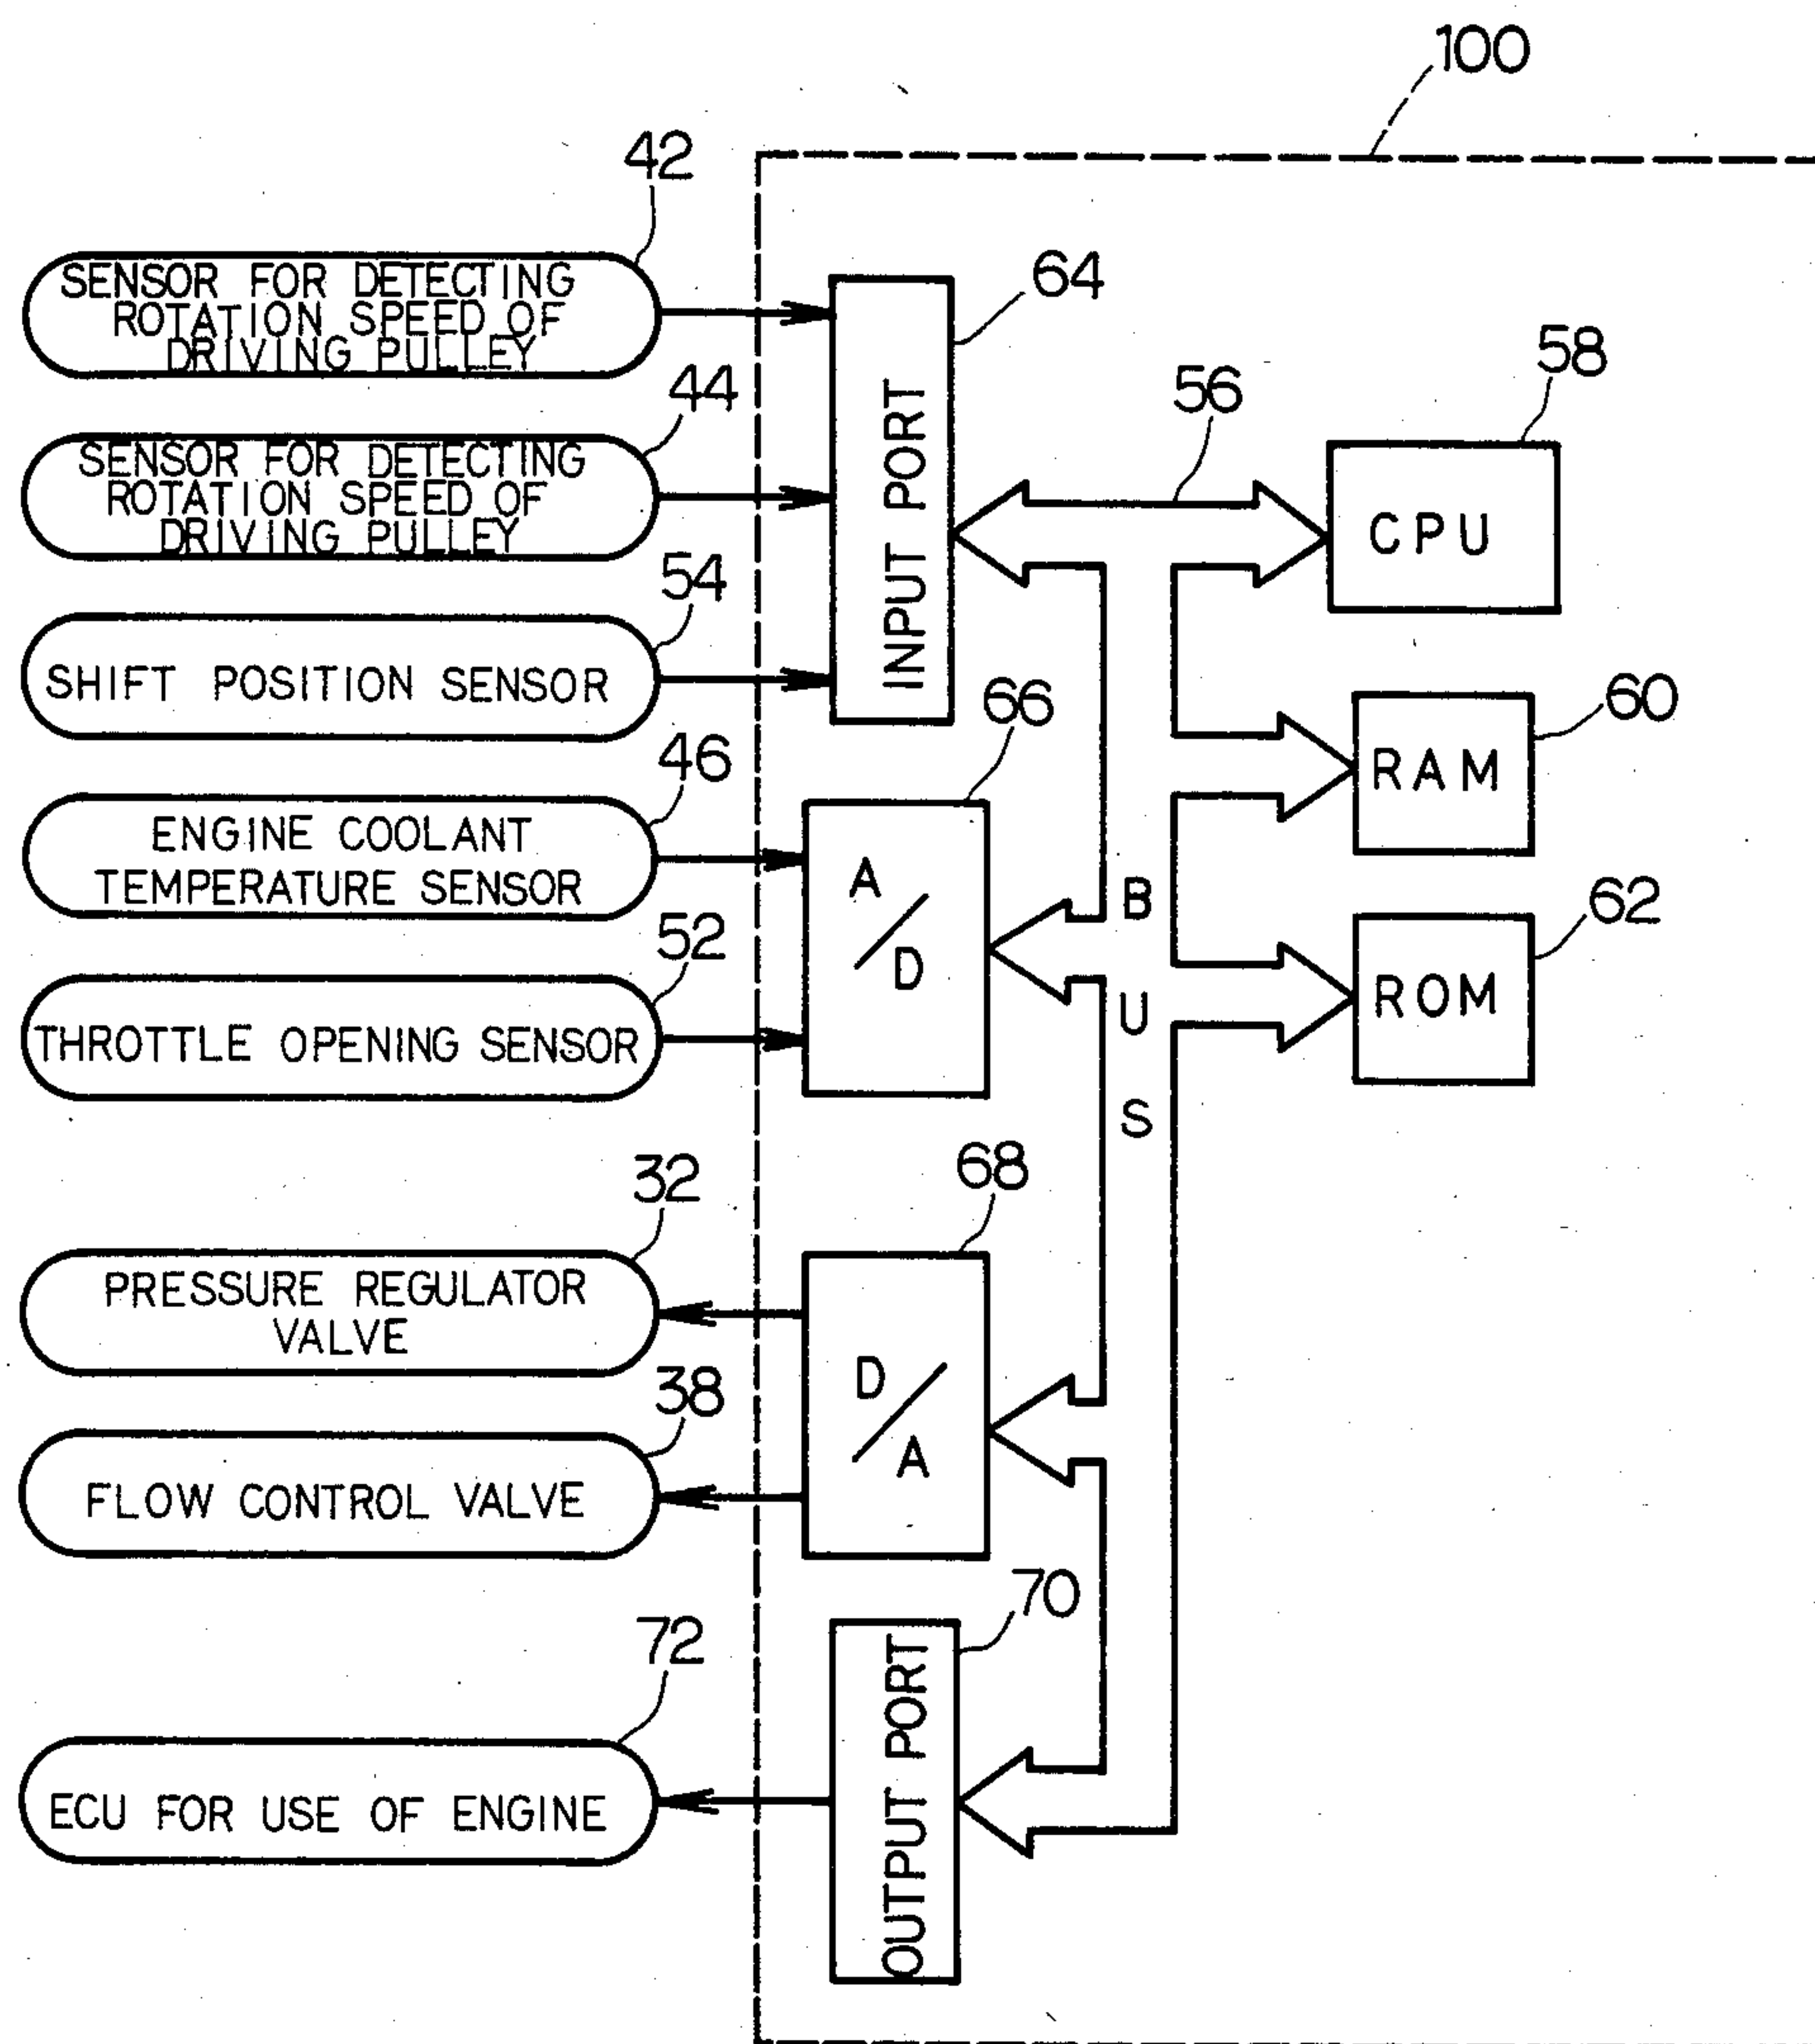 100
42
SENSOR FOR DETECTING
ROTATION SPEED OF
DRIVING PULLEY
64
INPUT PORT
44
SENSOR FOR DETECTING
ROTATION SPEED OF
DRIVING PULLEY
56
58
CPU
54
SHIFT POSITION SENSOR
60
RAM
46
ENGINE COOLANT
TEMPERATURE SENSOR
66
A/D
BUS
62
ROM
52
THROTTLE OPENING SENSOR
32
PRESSURE REGULATOR
VALVE
68
D/A
38
FLOW CONTROL VALVE
70
OUTPUT PORT
72
ECU FOR USE OF ENGINE